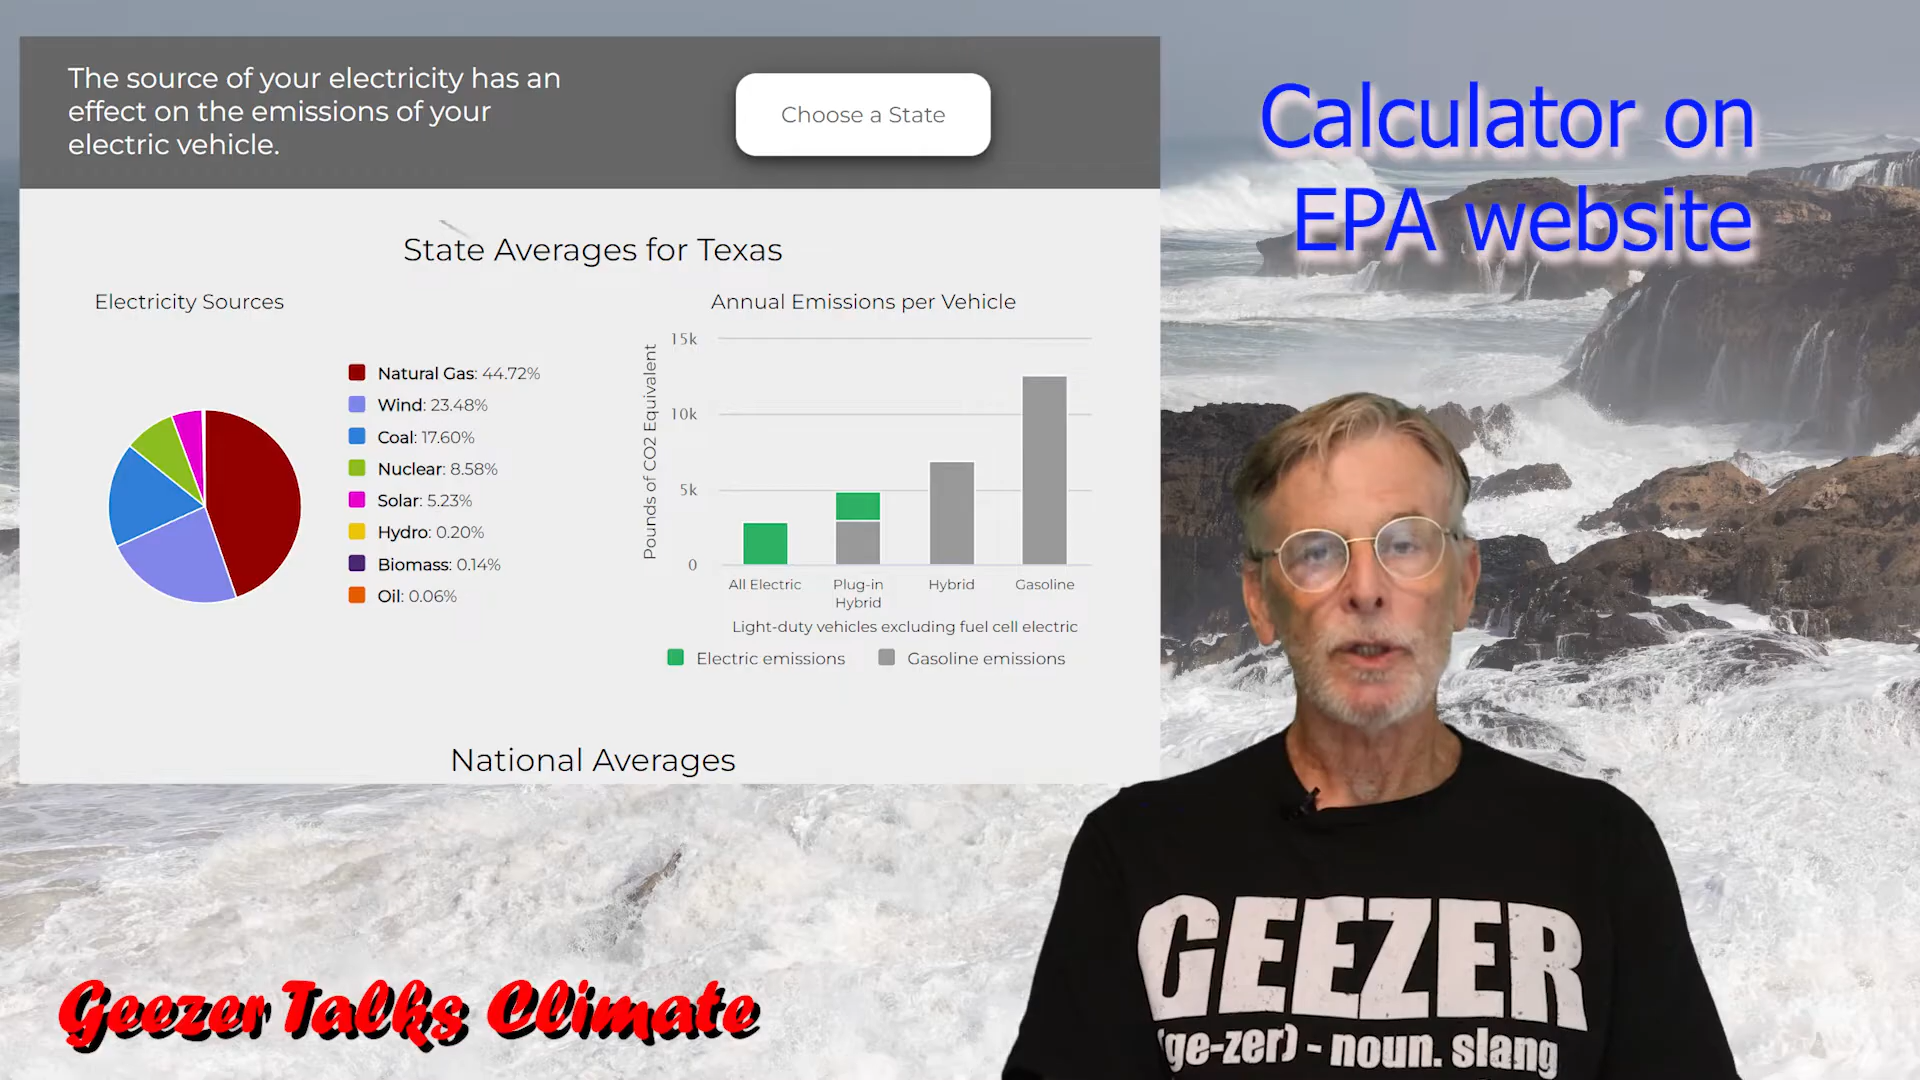 The source of your electricity has an
effect on the emissions of your
electric vehicle.
Choose a State
Calculator on
EPA website
State Averages for Texas
Electricity Sources
Natural Gas: 44.72%
Wind: 23.48%
Coal: 17.60%
Nuclear: 8.58%
Solar: 5.23%
Hydro: 0.20%
Biomass: 0.14%
Oil: 0.06%
Annual Emissions per Vehicle
Pounds of CO2 Equivalent
15k
10k
5k
0
All Electric
Plug-in
Hybrid
Hybrid
Gasoline
Light-duty vehicles excluding fuel cell electric
Electric emissions
Gasoline emissions
National Averages
Geezer Talks Climate
GEEZER
(ge-zer) - noun. slang